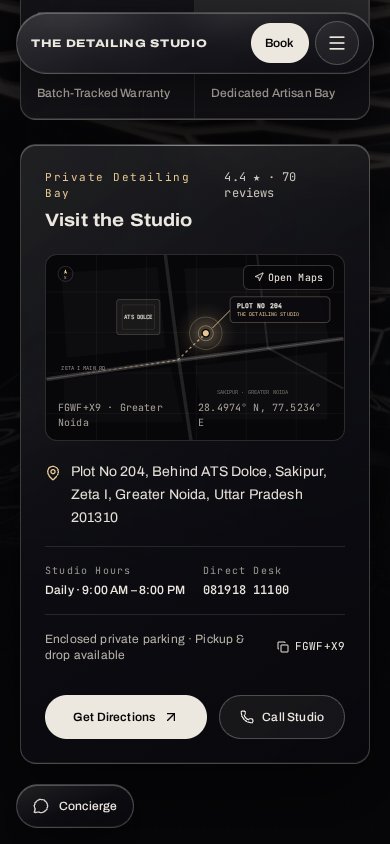 THE DETAILING STUDIO
Book
Batch-Tracked Warranty
Dedicated Artisan Bay
Private Detailing
Bay
4.4 ★ · 70
reviews
Visit the Studio
Open Maps
PLOT NO 204
THE DETAILING STUDIO
ATS DOLCE
ZETA I MAIN RD
SAKIPUR · GREATER NOIDA
FGWF+X9 · Greater
Noida
28.4974° N, 77.5234°
E
Plot No 204, Behind ATS Dolce, Sakipur,
Zeta I, Greater Noida, Uttar Pradesh
201310
Studio Hours
Daily · 9:00 AM – 8:00 PM
Direct Desk
081918 11100
Enclosed private parking · Pickup &
drop available
FGWF+X9
Get Directions
Call Studio
Concierge